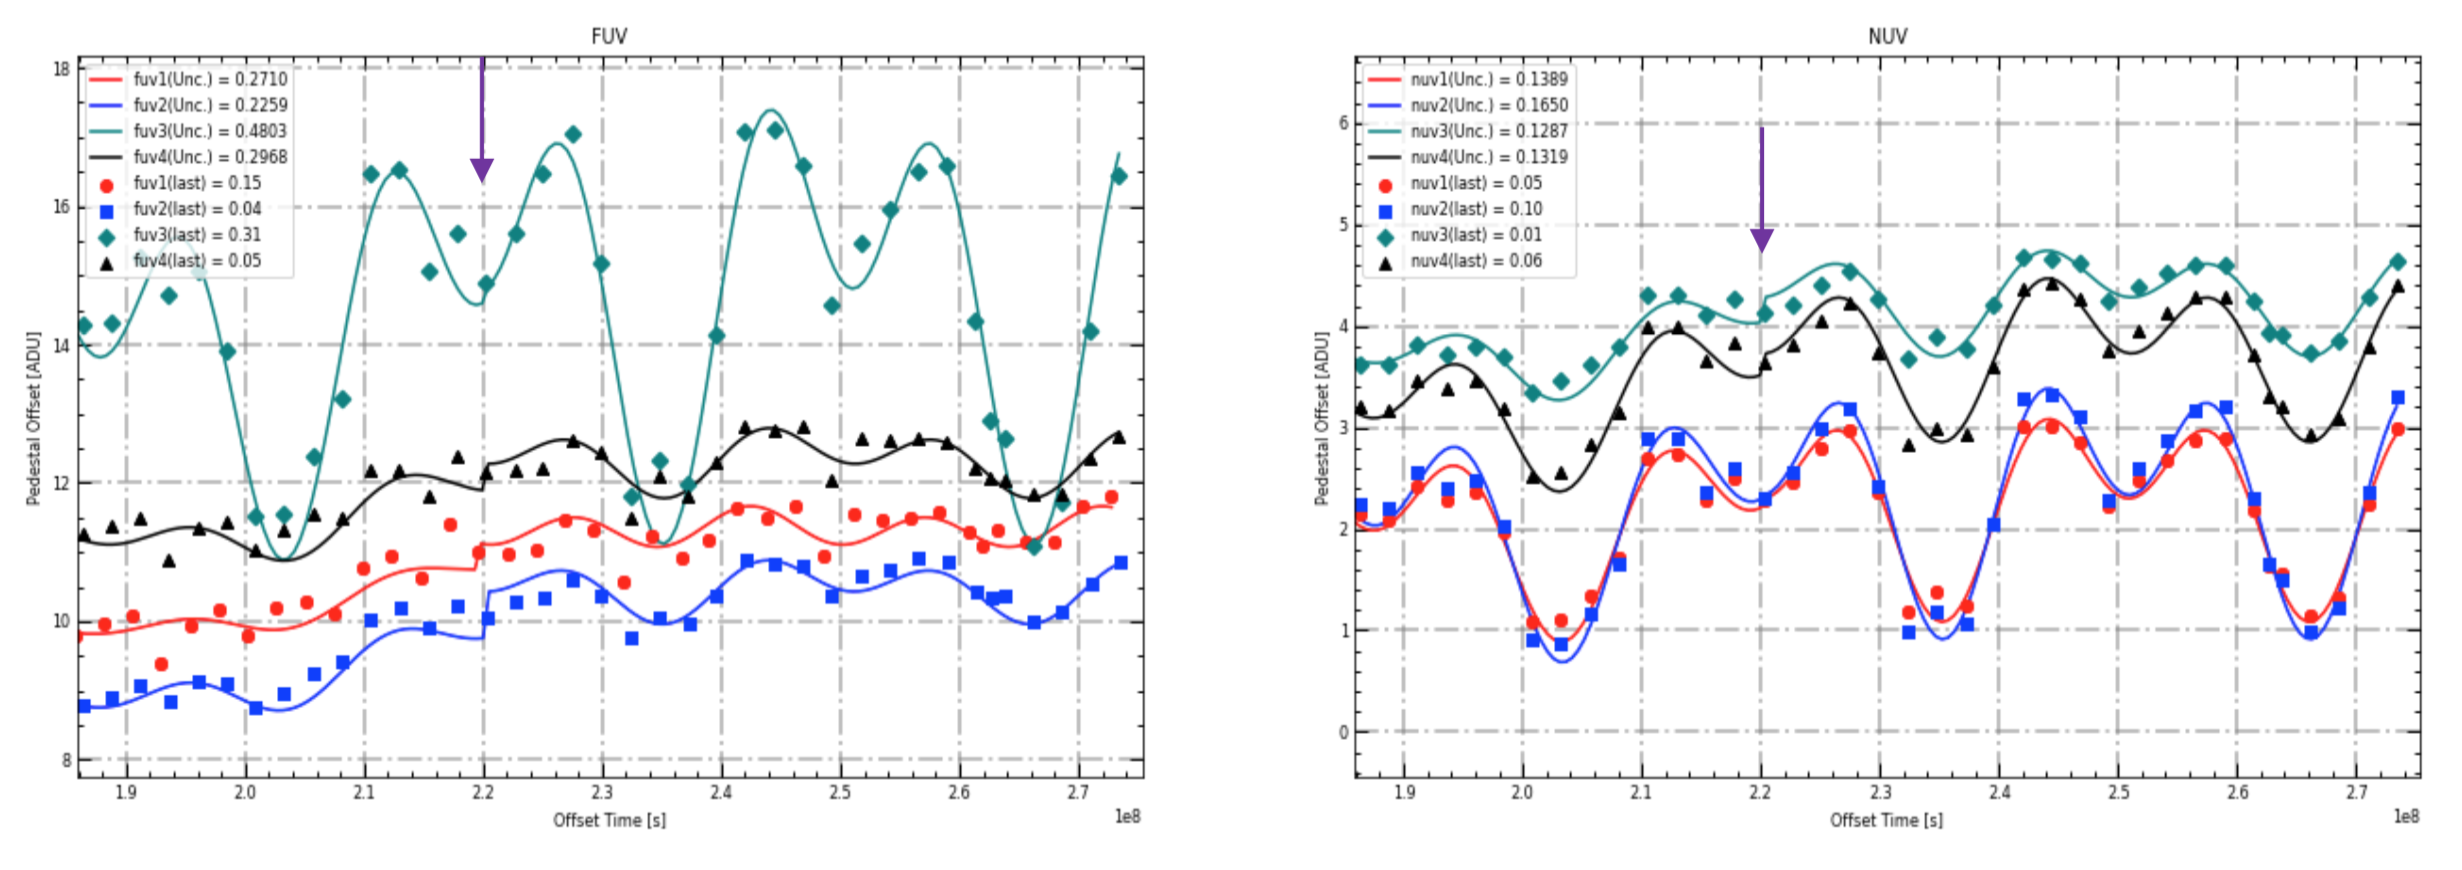 FUV
18
16
14
12
10
8
Pedestal Offset [ADU]
fuv1(Unc.) = 0.2710
fuv2(Unc.) = 0.2259
fuv3(Unc.) = 0.4803
fuv4(Unc.) = 0.2968
fuv1(last) = 0.15
fuv2(last) = 0.04
fuv3(last) = 0.31
fuv4(last) = 0.05
1.9 2.0 2.1 2.2 2.3 2.4 2.5 2.6 2.7
Offset Time [s]
1e8
NUV
6
5
4
3
2
1
0
Pedestal Offset [ADU]
nuv1(Unc.) = 0.1389
nuv2(Unc.) = 0.1650
nuv3(Unc.) = 0.1287
nuv4(Unc.) = 0.1319
nuv1(last) = 0.05
nuv2(last) = 0.10
nuv3(last) = 0.01
nuv4(last) = 0.06
1.9 2.0 2.1 2.2 2.3 2.4 2.5 2.6 2.7
Offset Time [s]
1e8